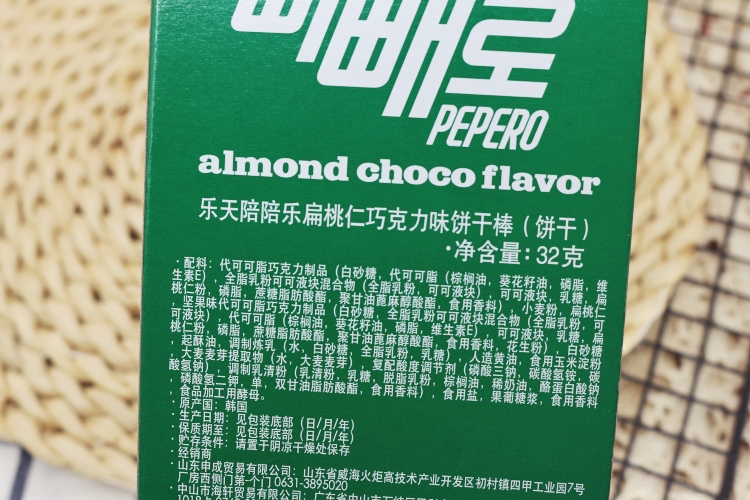 빼빼로
PEPERO
almond choco flavor
乐天陪陪乐扁桃仁巧克力味饼干棒（饼干）
·净含量：32克
·配料：代可可脂巧克力制品（白砂糖，代可可脂（棕榈油，葵花籽油，磷脂，维
生素E），全脂乳粉可可液块混合物（全脂乳粉，可可液块），可可液块，乳糖，扁
桃仁粉，磷脂，蔗糖脂肪酸酯，聚甘油蓖麻醇酸酯，食用香料），小麦粉，扁桃仁
，坚果味代可可脂巧克力制品（白砂糖，全脂乳粉可可液块混合物（全脂乳粉，可
可液块），代可可脂（棕榈油，葵花籽油，磷脂，维生素E），可可液块，乳糖，扁
桃仁粉，磷脂，蔗糖脂肪酸酯，聚甘油蓖麻醇酸酯，食用香料，花生粉），白砂糖
，起酥油，调制炼乳（水，白砂糖，全脂乳粉，乳糖），人造黄油，食用玉米淀粉
，大麦麦芽提取物（水，大麦麦芽），复配酸度调节剂（磷酸三钠，碳酸氢铵，碳
酸氢钠），调制乳清粉（乳清粉，乳糖，脱脂乳粉，棕榈油，稀奶油，酪蛋白酸钠
，磷酸氢二钾，单，双甘油脂肪酸酯，食用香料），食用盐，果葡糖浆，食用香料
，食品加工用酵母。
·原产国：韩国
·生产日期：见包装底部（日/月/年）
·保质期至：见包装底部（日/月/年）
·贮存条件：请置于阴凉干燥处保存
·经销商
·山东申成贸易有限公司：山东省威海火炬高技术产业开发区初村镇四甲工业园7号
厂房西侧门第一个门 0631-3895020
·中山市海轩贸易有限公司：广东省中山市